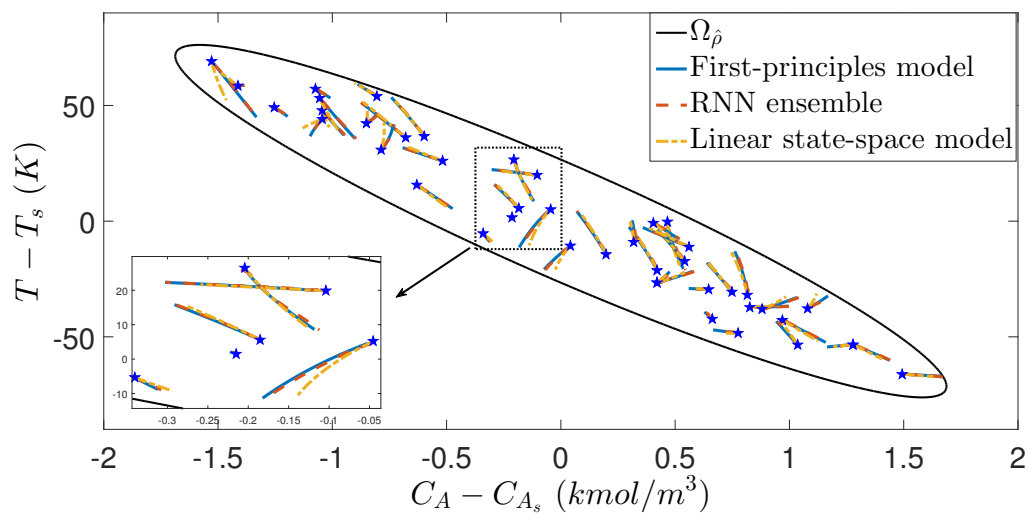 Ω_ρ̂
First-principles model
RNN ensemble
Linear state-space model
T − T_s (K)
50
0
-50
20
10
0
-10
-0.3 -0.25 -0.2 -0.15 -0.1 -0.05
-2 -1.5 -1 -0.5 0 0.5 1 1.5 2
C_A − C_{A_s} (kmol/m³)